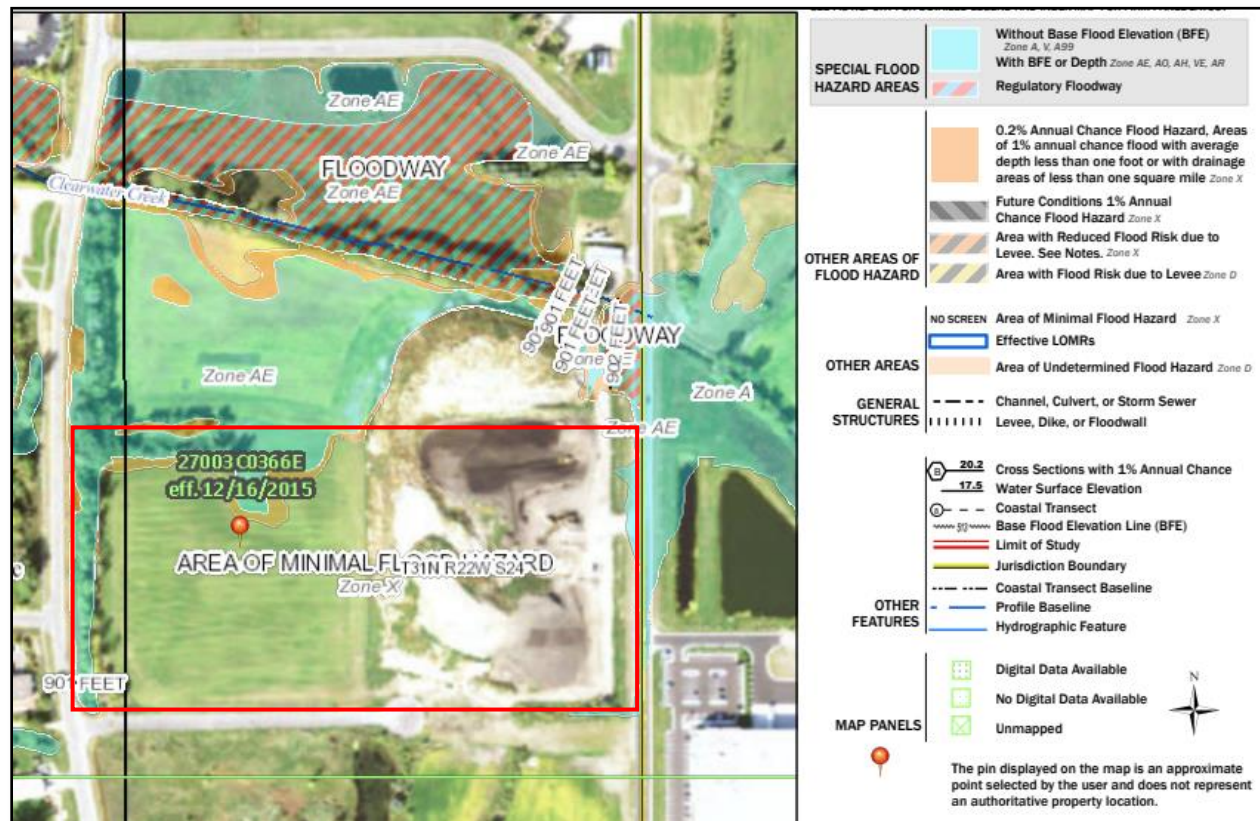 Zone AE
Zone AE
FLOODWAY
Zone AE
Clearwater Creek
901 FEET
901 FEET
901 FEET
902 FEET
FLOODWAY
Zone AE
Zone A
Zone AE
27003C0366E
eff. 12/16/2015
AREA OF MINIMAL FLOOD HAZARD
T31N R22W S24
Zone X
901 FEET
SPECIAL FLOOD
HAZARD AREAS
Without Base Flood Elevation (BFE)
Zone A, V, A99
With BFE or Depth Zone AE, AO, AH, VE, AR
Regulatory Floodway
OTHER AREAS OF
FLOOD HAZARD
0.2% Annual Chance Flood Hazard, Areas
of 1% annual chance flood with average
depth less than one foot or with drainage
areas of less than one square mile Zone X
Future Conditions 1% Annual
Chance Flood Hazard Zone X
Area with Reduced Flood Risk due to
Levee. See Notes. Zone X
Area with Flood Risk due to Levee Zone D
OTHER AREAS
NO SCREEN Area of Minimal Flood Hazard Zone X
Effective LOMRs
Area of Undetermined Flood Hazard Zone D
GENERAL
STRUCTURES
Channel, Culvert, or Storm Sewer
Levee, Dike, or Floodwall
OTHER
FEATURES
B 20.2 Cross Sections with 1% Annual Chance
17.5 Water Surface Elevation
8 Coastal Transect
513 Base Flood Elevation Line (BFE)
Limit of Study
Jurisdiction Boundary
Coastal Transect Baseline
Profile Baseline
Hydrographic Feature
MAP PANELS
Digital Data Available
No Digital Data Available
Unmapped
N
The pin displayed on the map is an approximate
point selected by the user and does not represent
an authoritative property location.